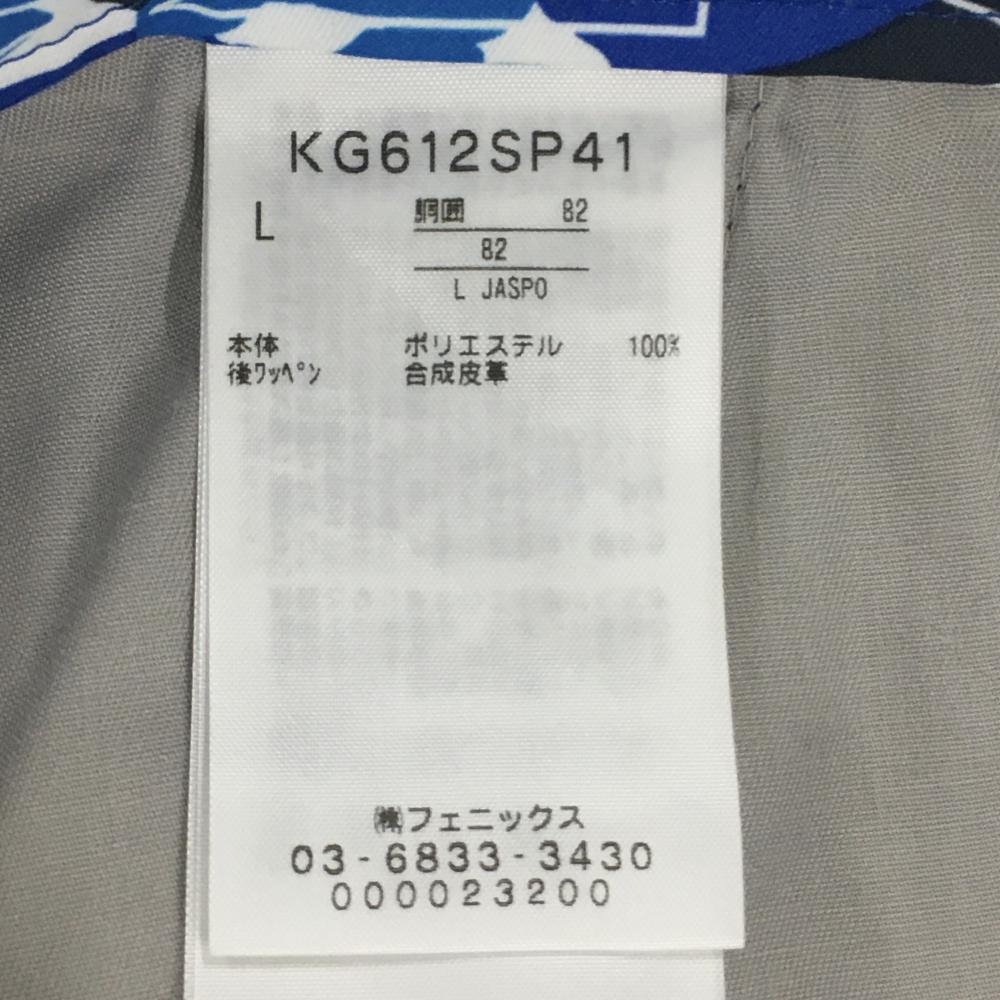 KG612SP41
L 胴囲 82
82
L JASPO
本体 ポリエステル 100%
後ﾜｯﾍﾟﾝ 合成皮革
㈱フェニックス
03-6833-3430
000023200